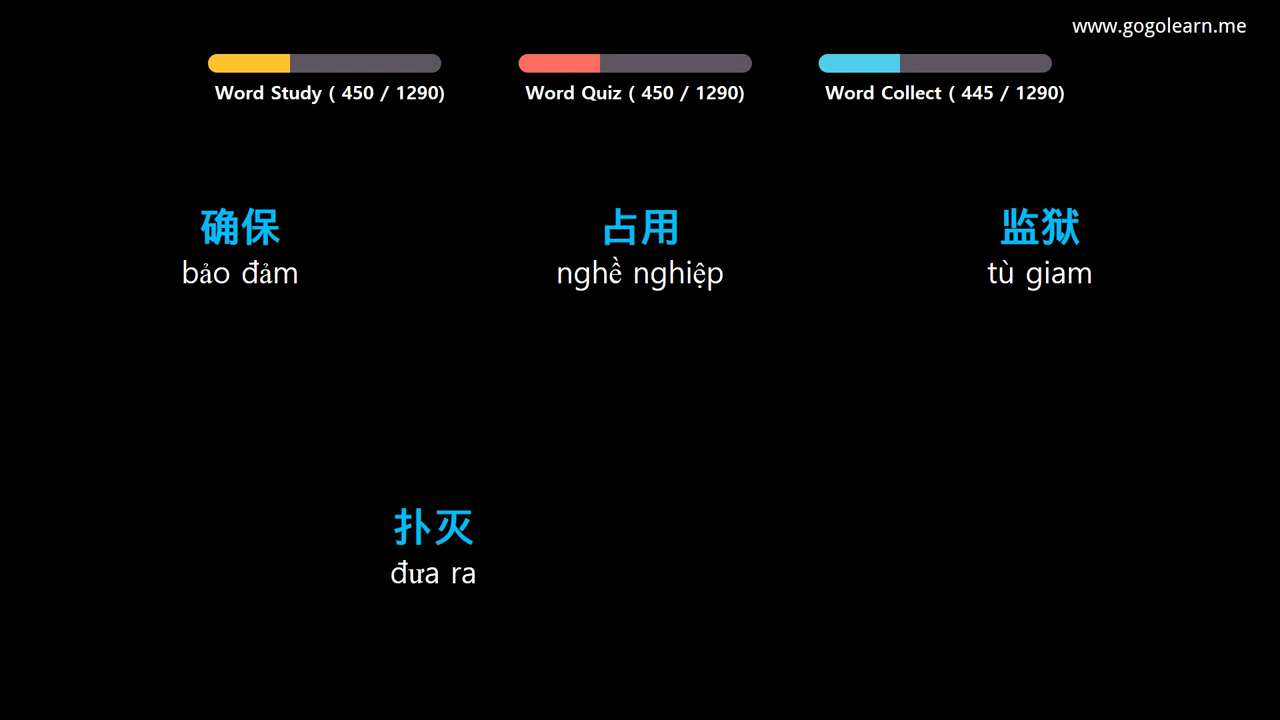 www.gogolearn.me
Word Study ( 450 / 1290)
Word Quiz ( 450 / 1290)
Word Collect ( 445 / 1290)
确保
bảo đảm
占用
nghề nghiệp
监狱
tù giam
扑灭
đưa ra